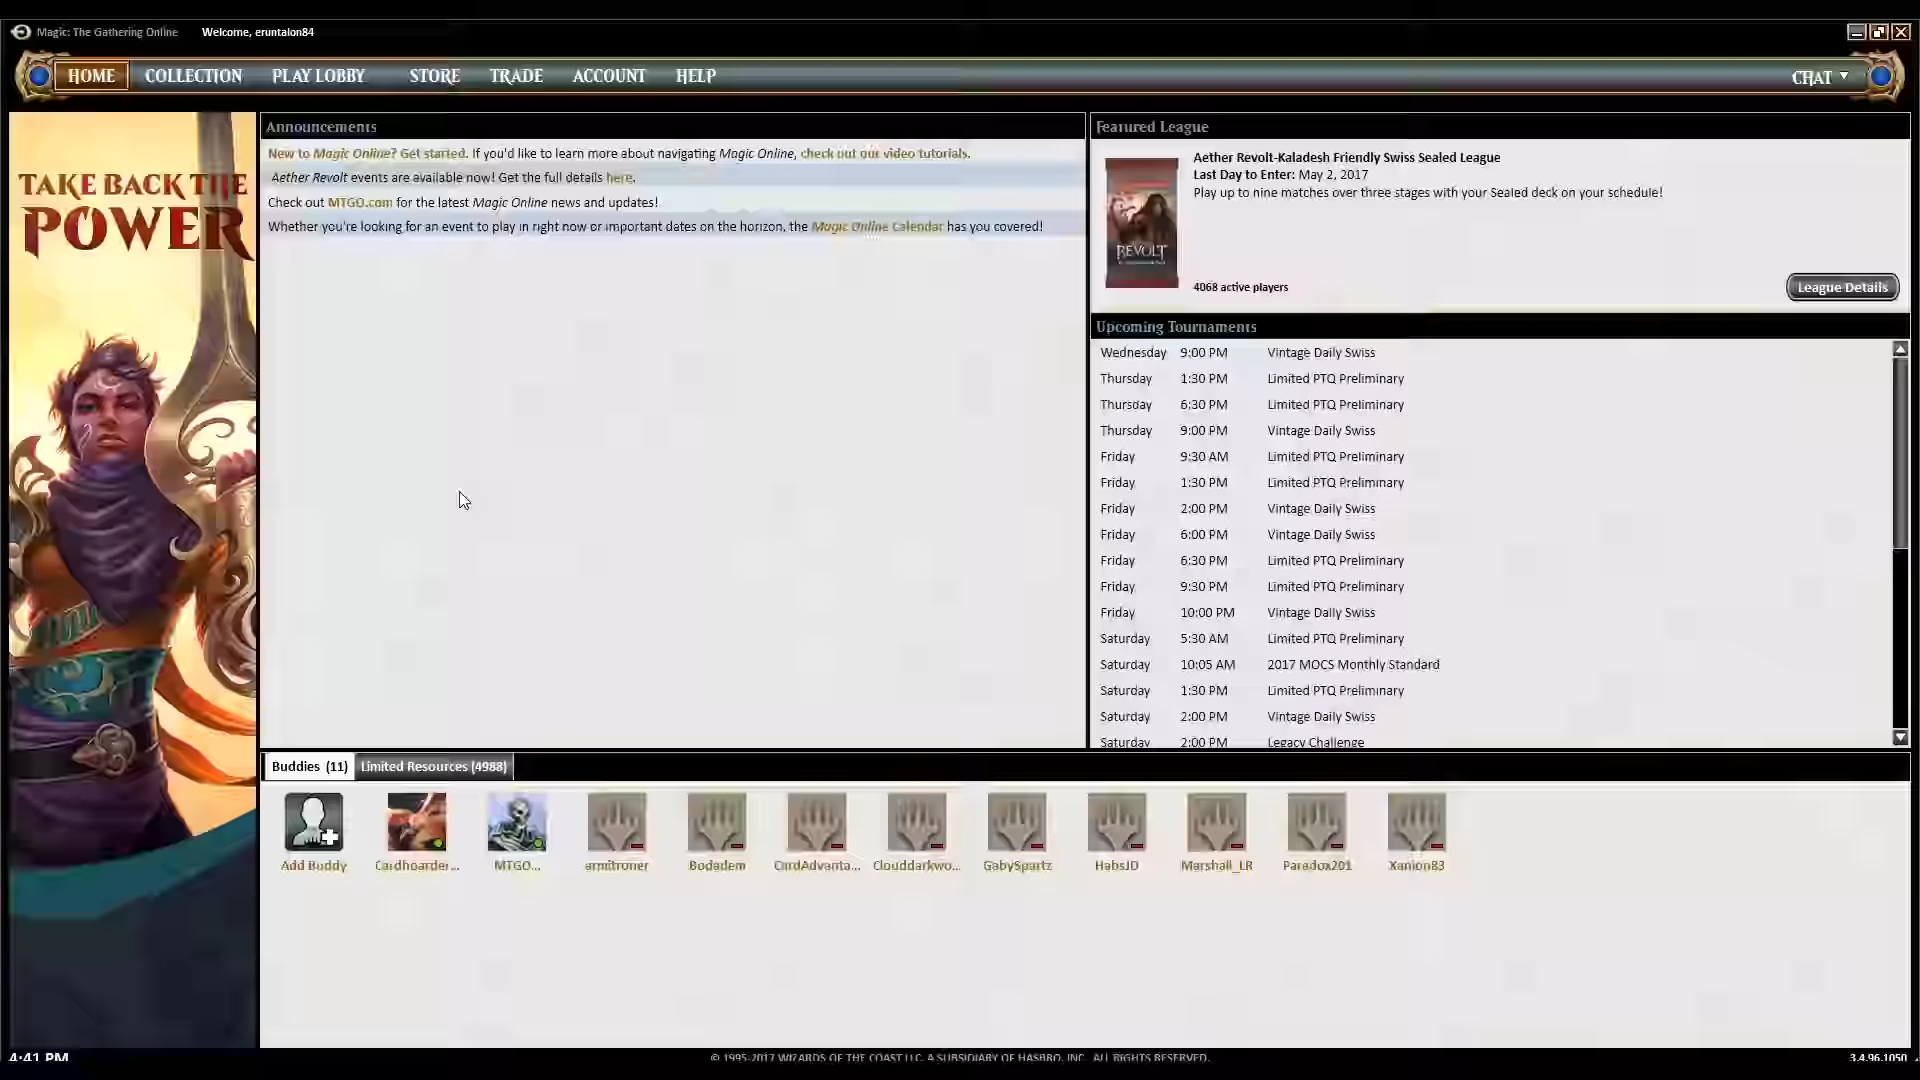 Magic: The Gathering Online Welcome, eruntalon84
HOME COLLECTION PLAY LOBBY STORE TRADE ACCOUNT HELP CHAT
TAKE BACK THE
POWER
Announcements
New to Magic Online? Get started. If you'd like to learn more about navigating Magic Online, check out our video tutorials.
Aether Revolt events are available now! Get the full details here.
Check out MTGO.com for the latest Magic Online news and updates!
Whether you're looking for an event to play in right now or important dates on the horizon, the Magic Online Calendar has you covered!
Featured League
REVOLT
Aether Revolt-Kaladesh Friendly Swiss Sealed League
Last Day to Enter: May 2, 2017
Play up to nine matches over three stages with your Sealed deck on your schedule!
4068 active players
League Details
Upcoming Tournaments
Wednesday 9:00 PM Vintage Daily Swiss
Thursday 1:30 PM Limited PTQ Preliminary
Thursday 6:30 PM Limited PTQ Preliminary
Thursday 9:00 PM Vintage Daily Swiss
Friday 9:30 AM Limited PTQ Preliminary
Friday 1:30 PM Limited PTQ Preliminary
Friday 2:00 PM Vintage Daily Swiss
Friday 6:00 PM Vintage Daily Swiss
Friday 6:30 PM Limited PTQ Preliminary
Friday 9:30 PM Limited PTQ Preliminary
Friday 10:00 PM Vintage Daily Swiss
Saturday 5:30 AM Limited PTQ Preliminary
Saturday 10:05 AM 2017 MOCS Monthly Standard
Saturday 1:30 PM Limited PTQ Preliminary
Saturday 2:00 PM Vintage Daily Swiss
Saturday 2:00 PM Legacy Challenge
Buddies (11) Limited Resources (4988)
Add Buddy Cardhoarder... MTGO... armitroner Bodadem CardAdvanta... Clouddarkwo... GabySpartz HabsJD Marshall_LR Paradox201 Xanion83
4:41 PM
© 1995-2017 WIZARDS OF THE COAST LLC, A SUBSIDIARY OF HASBRO, INC. ALL RIGHTS RESERVED.
3.4.96.1050